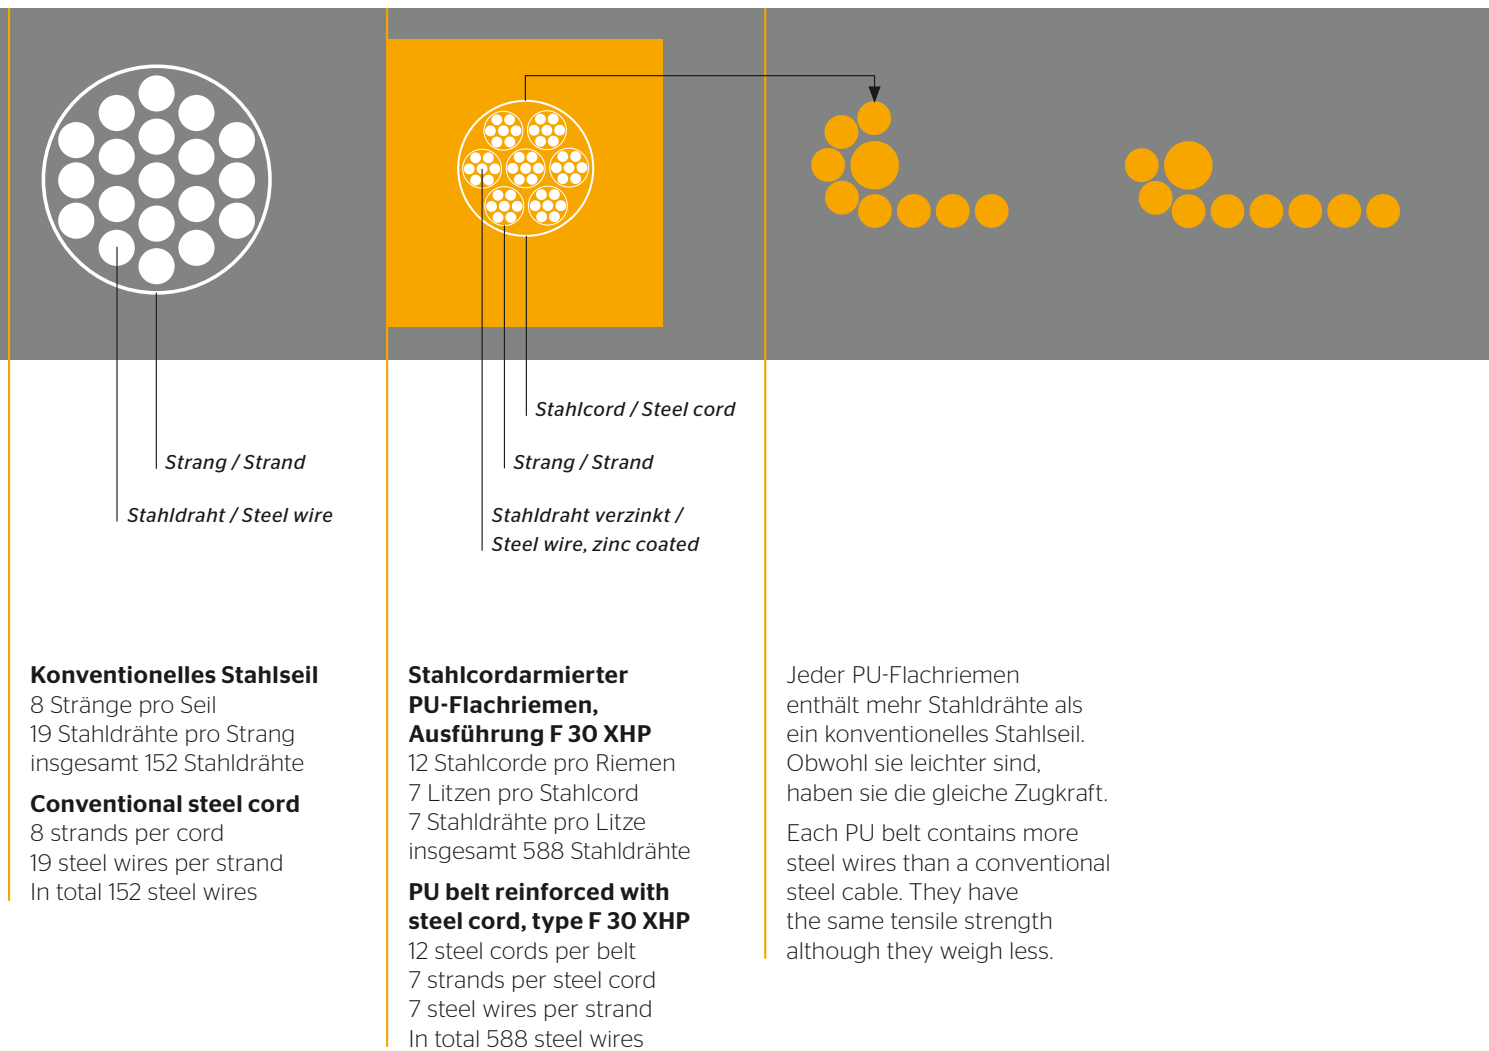 Stahlcord / Steel cord
Strang / Strand
Strang / Strand
Stahldraht / Steel wire
Stahldraht verzinkt /
Steel wire, zinc coated
Konventionelles Stahlseil
8 Stränge pro Seil
19 Stahldrähte pro Strang
insgesamt 152 Stahldrähte
Conventional steel cord
8 strands per cord
19 steel wires per strand
In total 152 steel wires
Stahlcordarmierter
PU-Flachriemen,
Ausführung F 30 XHP
12 Stahlcorde pro Riemen
7 Litzen pro Stahlcord
7 Stahldrähte pro Litze
insgesamt 588 Stahldrähte
PU belt reinforced with
steel cord, type F 30 XHP
12 steel cords per belt
7 strands per steel cord
7 steel wires per strand
In total 588 steel wires
Jeder PU-Flachriemen
enthält mehr Stahldrähte als
ein konventionelles Stahlseil.
Obwohl sie leichter sind,
haben sie die gleiche Zugkraft.
Each PU belt contains more
steel wires than a conventional
steel cable. They have
the same tensile strength
although they weigh less.